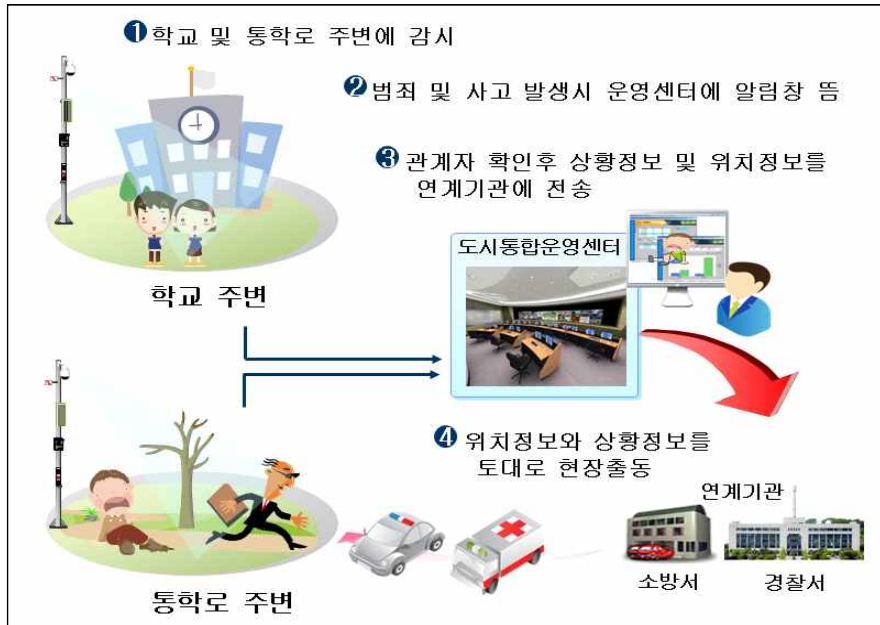 ❶학교 및 통학로 주변에 감시
❷범죄 및 사고 발생시 운영센터에 알림창 뜸
❸관계자 확인후 상황정보 및 위치정보를
연계기관에 전송
도시통합운영센터
학교 주변
❹위치정보와 상황정보를
토대로 현장출동
연계기관
소방서
경찰서
통학로 주변